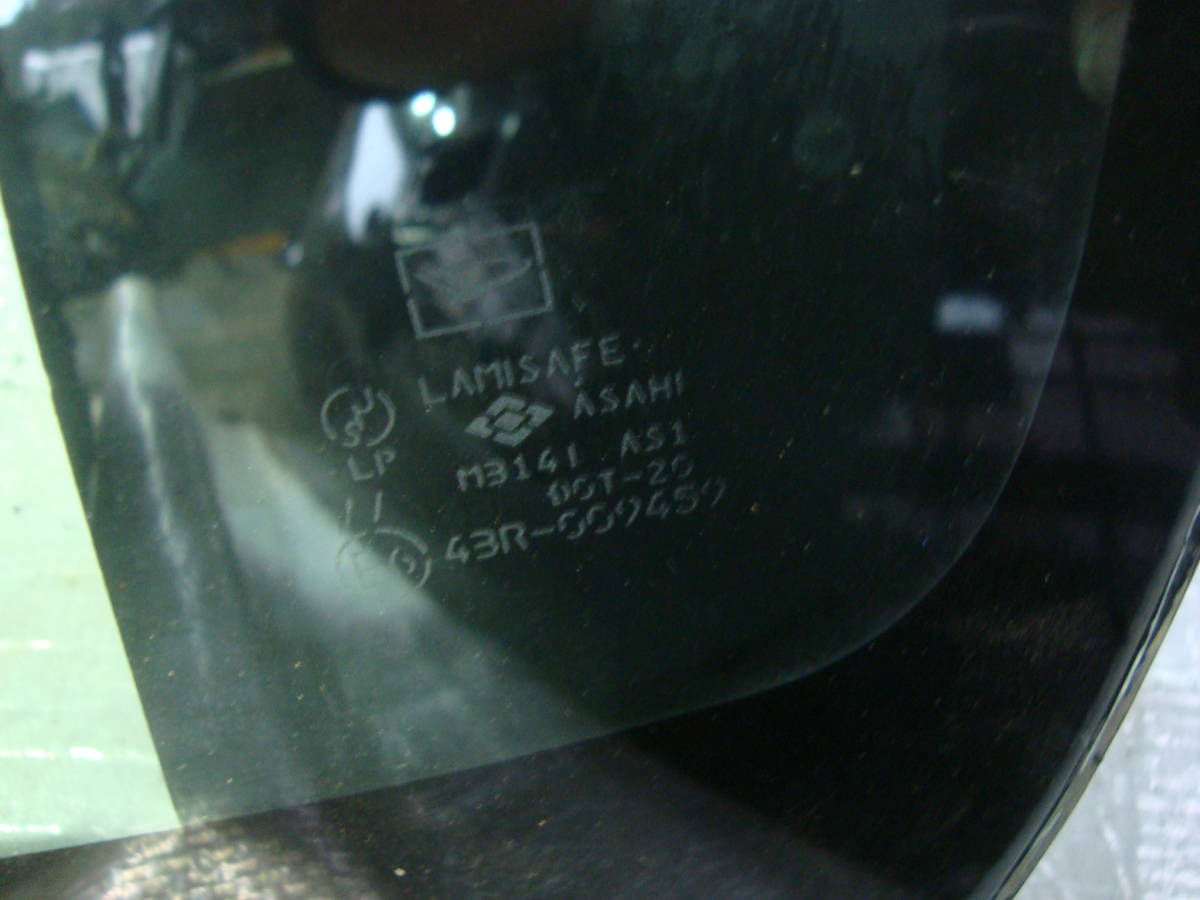 LAMISAFE
ASAHI
M3141 AS1
DOT-20
LP
43R-009459